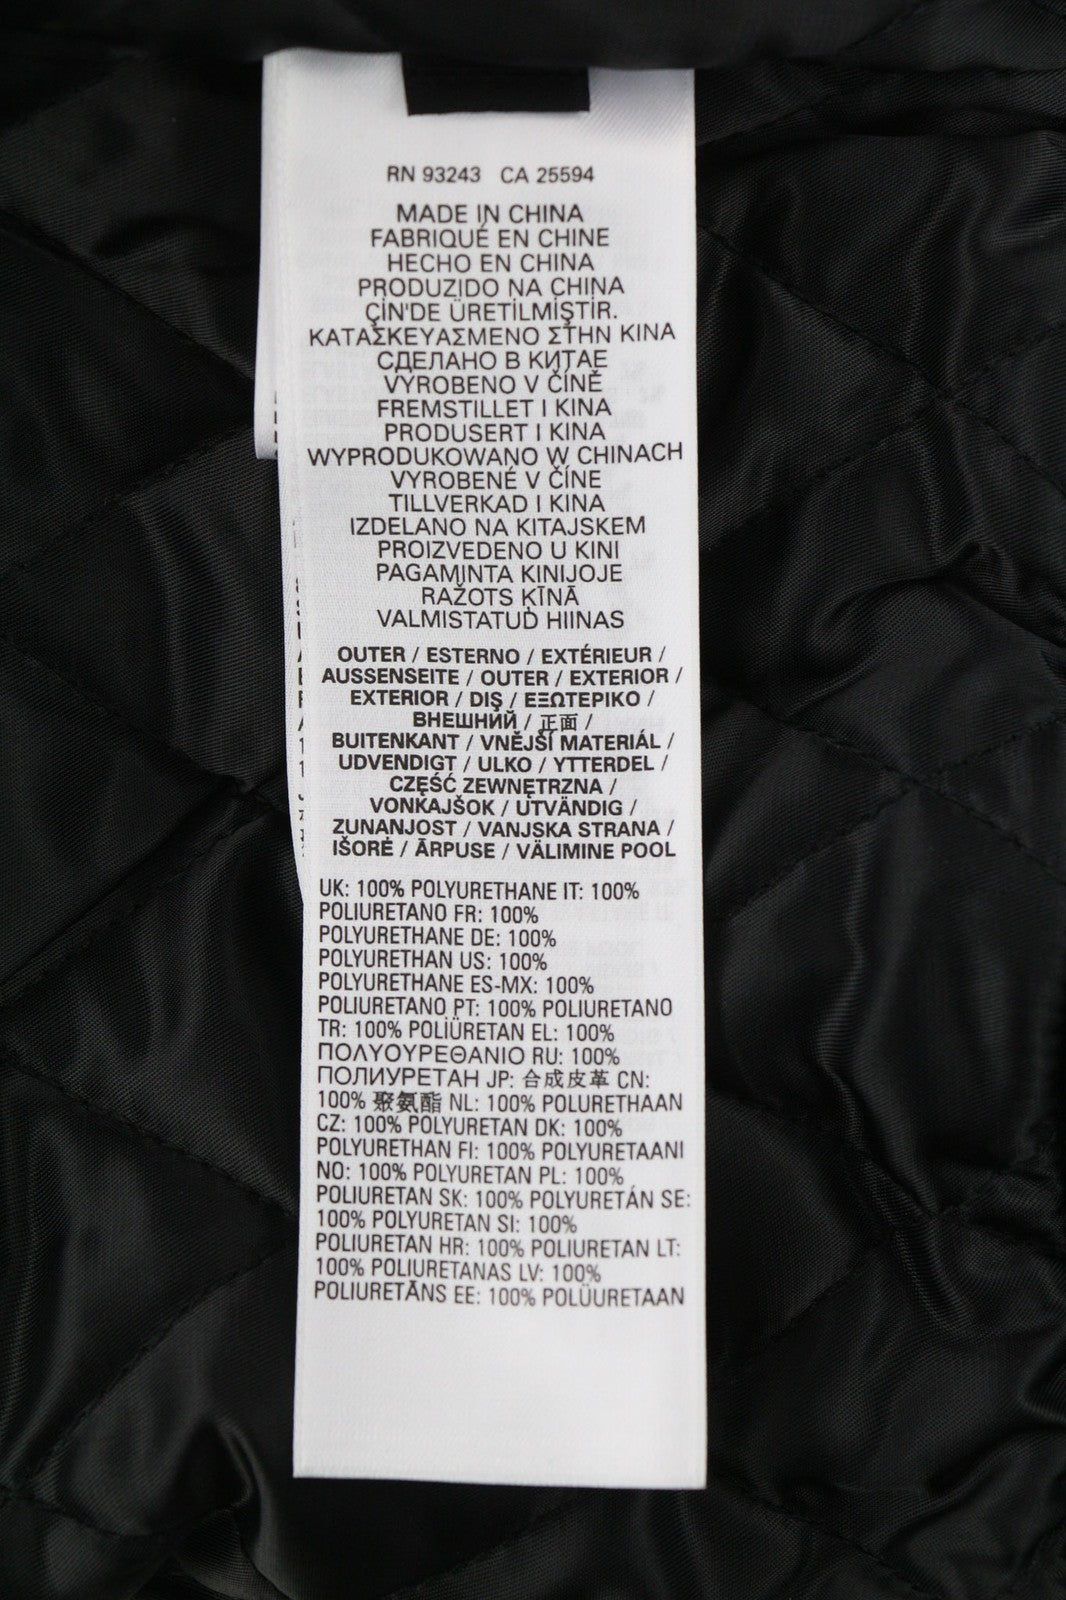 RN 93243 CA 25594
MADE IN CHINA
FABRIQUÉ EN CHINE
HECHO EN CHINA
PRODUZIDO NA CHINA
ÇİN'DE ÜRETİLMİŞTİR.
ΚΑΤΑΣΚΕΥΑΣΜΕΝΟ ΣΤΗΝ ΚΙΝΑ
СДЕЛАНО В КИТАЕ
VYROBENO V ČÍNĚ
FREMSTILLET I KINA
PRODUSERT I KINA
WYPRODUKOWANO W CHINACH
VYROBENÉ V ČÍNE
TILLVERKAD I KINA
IZDELANO NA KITAJSKEM
PROIZVEDENO U KINI
PAGAMINTA KINIJOJE
RAŽOTS ĶĪNĀ
VALMISTATUD HIINAS
OUTER / ESTERNO / EXTÉRIEUR /
AUSSENSEITE / OUTER / EXTERIOR /
EXTERIOR / DIŞ / ΕΞΩΤΕΡΙΚΟ /
ВНЕШНИЙ / 正面 /
BUITENKANT / VNĚJŠÍ MATERIÁL /
UDVENDIGT / ULKO / YTTERDEL /
CZĘŚĆ ZEWNĘTRZNA /
VONKAJŠOK / UTVÄNDIG /
ZUNANJOST / VANJSKA STRANA /
IŠORĖ / ĀRPUSE / VÄLIMINE POOL
UK: 100% POLYURETHANE IT: 100%
POLIURETANO FR: 100%
POLYURETHANE DE: 100%
POLYURETHAN US: 100%
POLYURETHANE ES-MX: 100%
POLIURETANO PT: 100% POLIURETANO
TR: 100% POLİÜRETAN EL: 100%
ΠΟΛΥΟΥΡΕΘΑΝΙΟ RU: 100%
ПОЛИУРЕТАН JP: 合成皮革 CN:
100% 聚氨酯 NL: 100% POLURETHAAN
CZ: 100% POLYURETAN DK: 100%
POLYURETHAN FI: 100% POLYURETAANI
NO: 100% POLYURETAN PL: 100%
POLIURETAN SK: 100% POLYURETÁN SE:
100% POLYURETAN SI: 100%
POLIURETAN HR: 100% POLIURETAN LT:
100% POLIURETANAS LV: 100%
POLIURETĀNS EE: 100% POLÜURETAAN